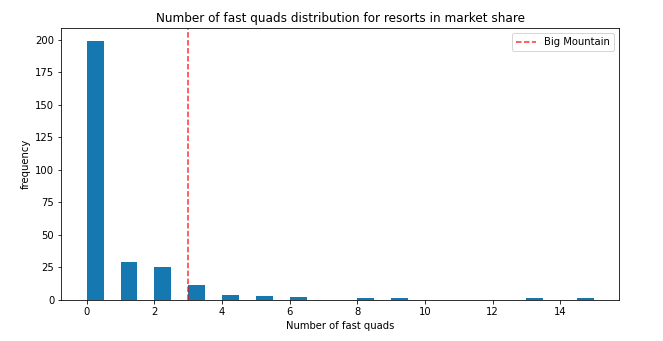 Number of fast quads distribution for resorts in market share
Big Mountain
frequency
200
175
150
125
100
75
50
25
0
0 2 4 6 8 10 12 14
Number of fast quads